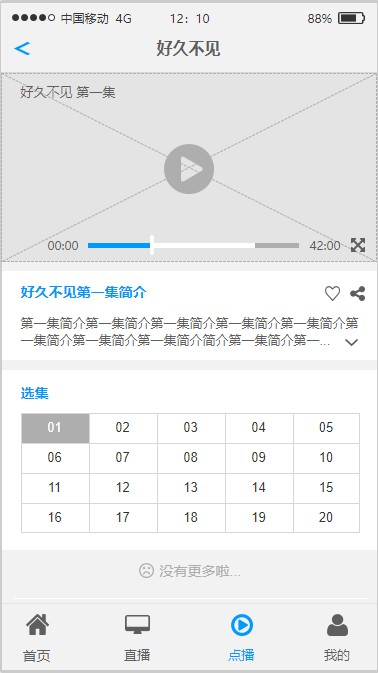 中国移动 4G 12：10 88%
< 好久不见
好久不见 第一集
00:00 42:00
好久不见第一集简介
第一集简介第一集简介第一集简介第一集简介第一集简介第
一集简介第一集简介第一集简介简介第一集简介第一...
选集
01 02 03 04 05
06 07 08 09 10
11 12 13 14 15
16 17 18 19 20
没有更多啦...
首页 直播 点播 我的